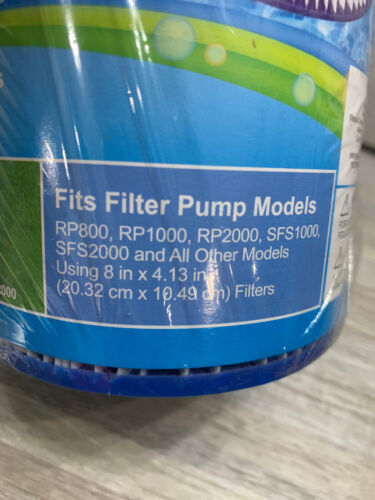 Fits Filter Pump Models
RP800, RP1000, RP2000, SFS1000,
SFS2000 and All Other Models
Using 8 in x 4.13 in
(20.32 cm x 10.49 cm) Filters